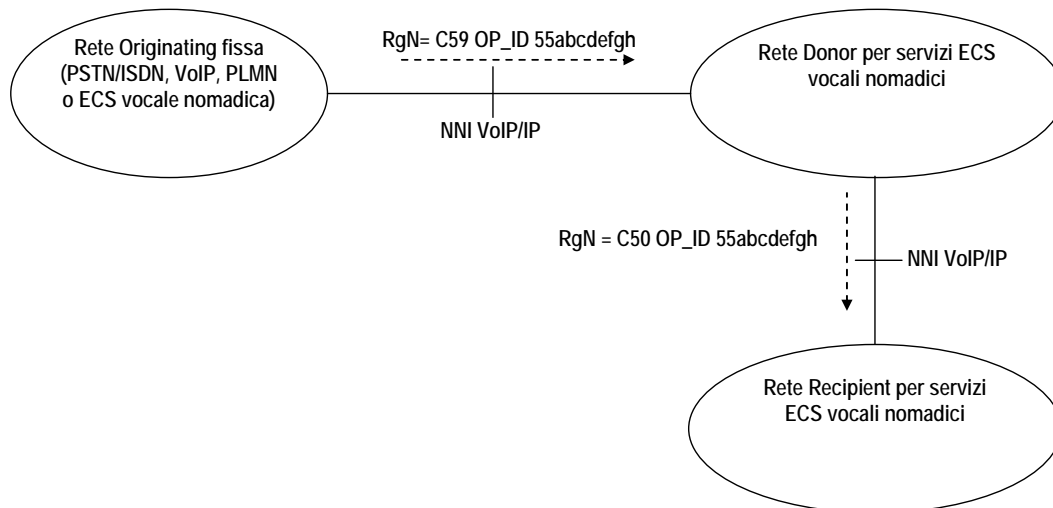 Rete Originating fissa
(PSTN/ISDN, VoIP, PLMN
o ECS vocale nomadica)
RgN= C59 OP_ID 55abcdefgh
NNI VoIP/IP
Rete Donor per servizi ECS
vocali nomadici
RgN = C50 OP_ID 55abcdefgh
NNI VoIP/IP
Rete Recipient per servizi
ECS vocali nomadici